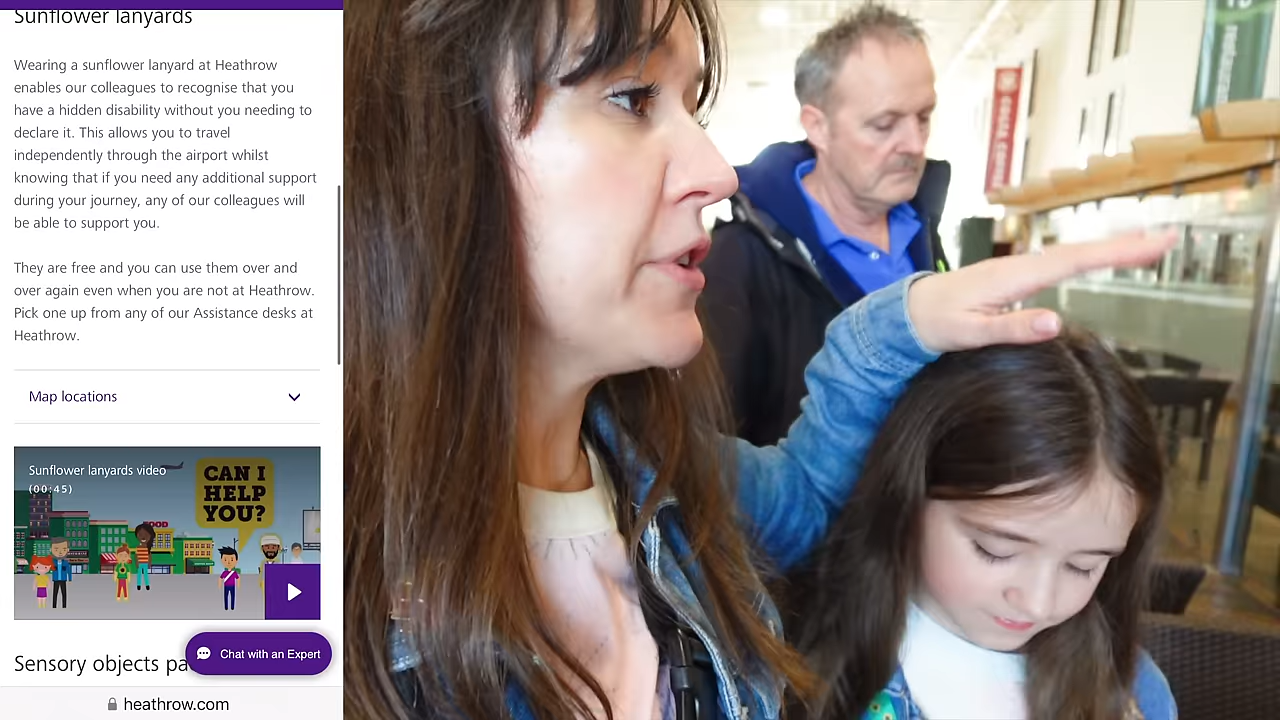 Sunflower lanyards
Wearing a sunflower lanyard at Heathrow
enables our colleagues to recognise that you
have a hidden disability without you needing to
declare it. This allows you to travel
independently through the airport whilst
knowing that if you need any additional support
during your journey, any of our colleagues will
be able to support you.
They are free and you can use them over and
over again even when you are not at Heathrow.
Pick one up from any of our Assistance desks at
Heathrow.
Map locations
Sunflower lanyards video
(00:45)
CAN I
HELP
YOU?
FOOD
Sensory objects pa
Chat with an Expert
heathrow.com
COSTA COFFEE